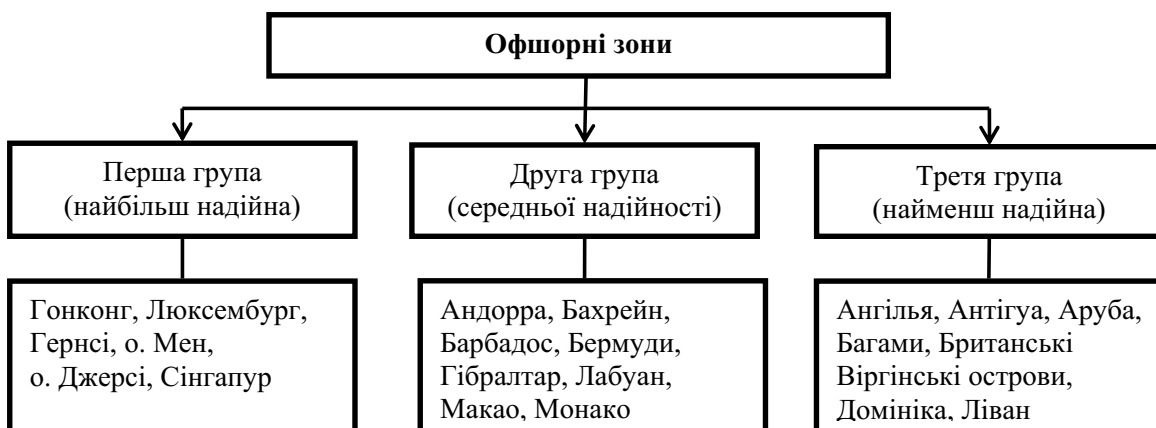 Офшорні зони
Перша група
(найбільш надійна)
Друга група
(середньої надійності)
Третя група
(найменш надійна)
Гонконг, Люксембург,
Гернсі, о. Мен,
о. Джерсі, Сінгапур
Андорра, Бахрейн,
Барбадос, Бермуди,
Гібралтар, Лабуан,
Макао, Монако
Ангілья, Антігуа, Аруба,
Багами, Британські
Віргінські острови,
Домініка, Ліван